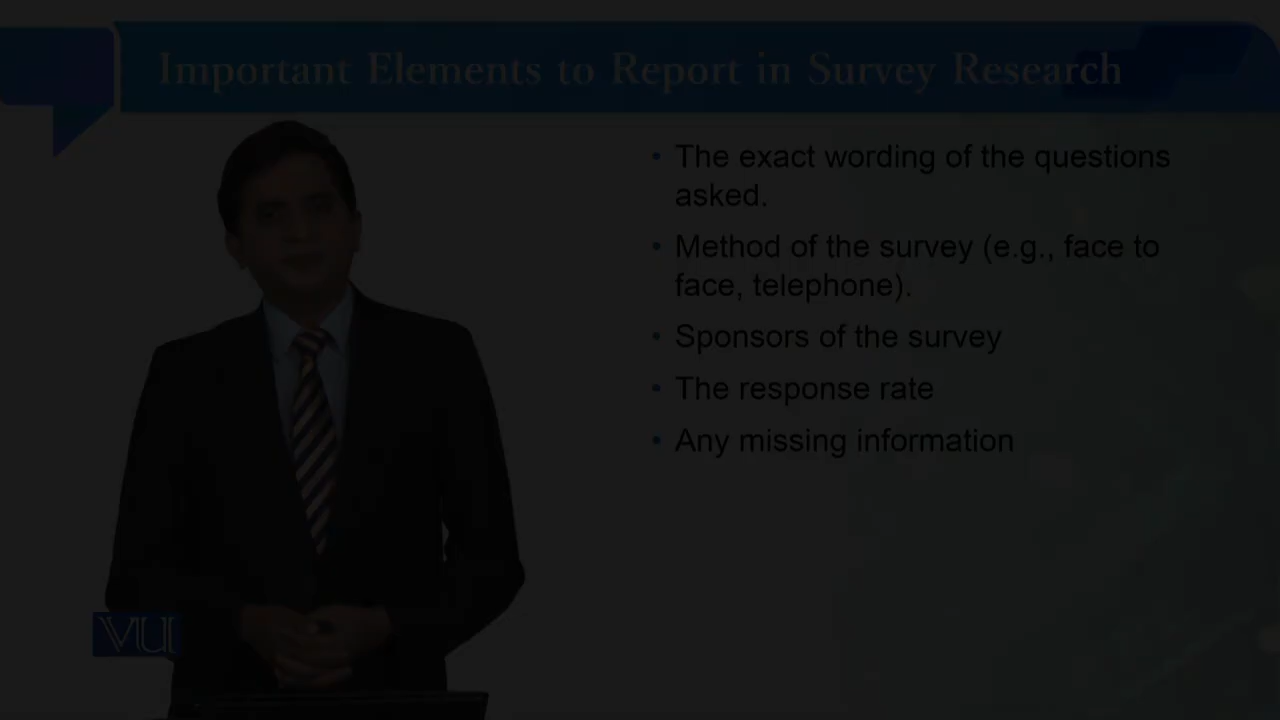 Important Elements to Report in Survey Research
• The exact wording of the questions
asked.
• Method of the survey (e.g., face to
face, telephone).
• Sponsors of the survey
• The response rate
• Any missing information
VU